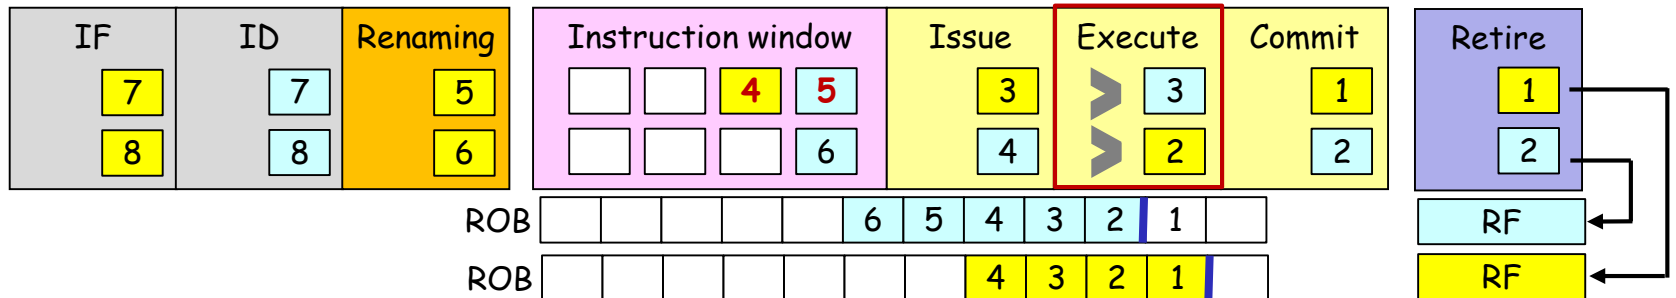 IF ID Renaming Instruction window Issue Execute Commit Retire
7 7 5 4 5 3 3 1 1
8 8 6 6 4 2 2 2
ROB 6 5 4 3 2 1 RF
ROB 4 3 2 1 RF